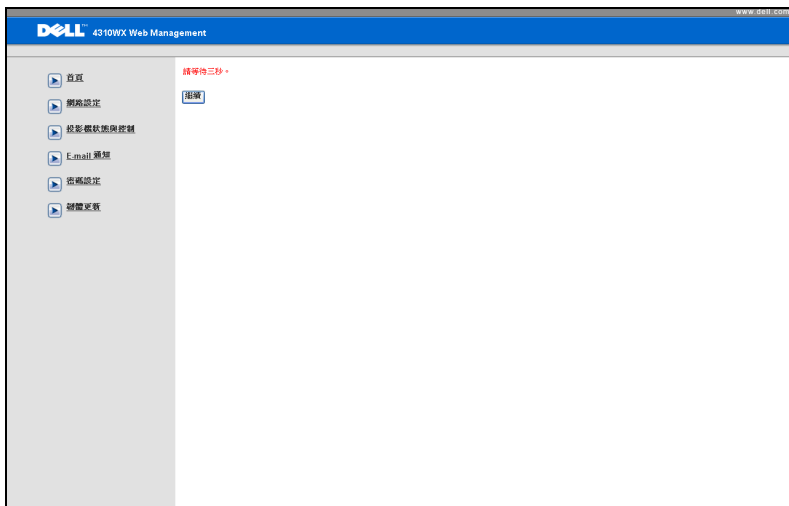 www.dell.com
DELL™ 4310WX Web Management
首頁
網路設定
投影機狀態與控制
E-mail 通知
密碼設定
韌體更新
請等待三秒。
繼續